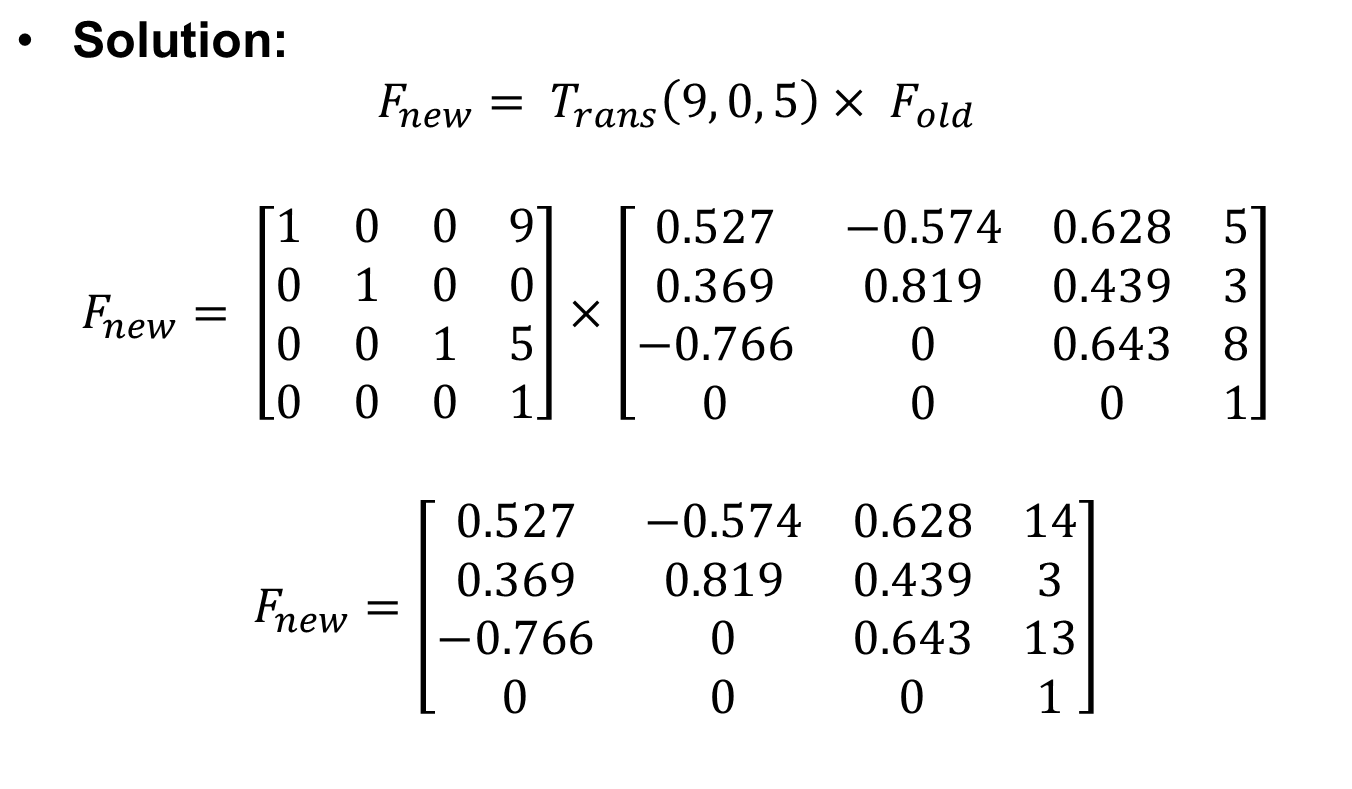 • Solution:
F_new = T_rans(9, 0, 5) × F_old
F_new = [1 0 0 9; 0 1 0 0; 0 0 1 5; 0 0 0 1] × [0.527 −0.574 0.628 5; 0.369 0.819 0.439 3; −0.766 0 0.643 8; 0 0 0 1]
F_new = [0.527 −0.574 0.628 14; 0.369 0.819 0.439 3; −0.766 0 0.643 13; 0 0 0 1]